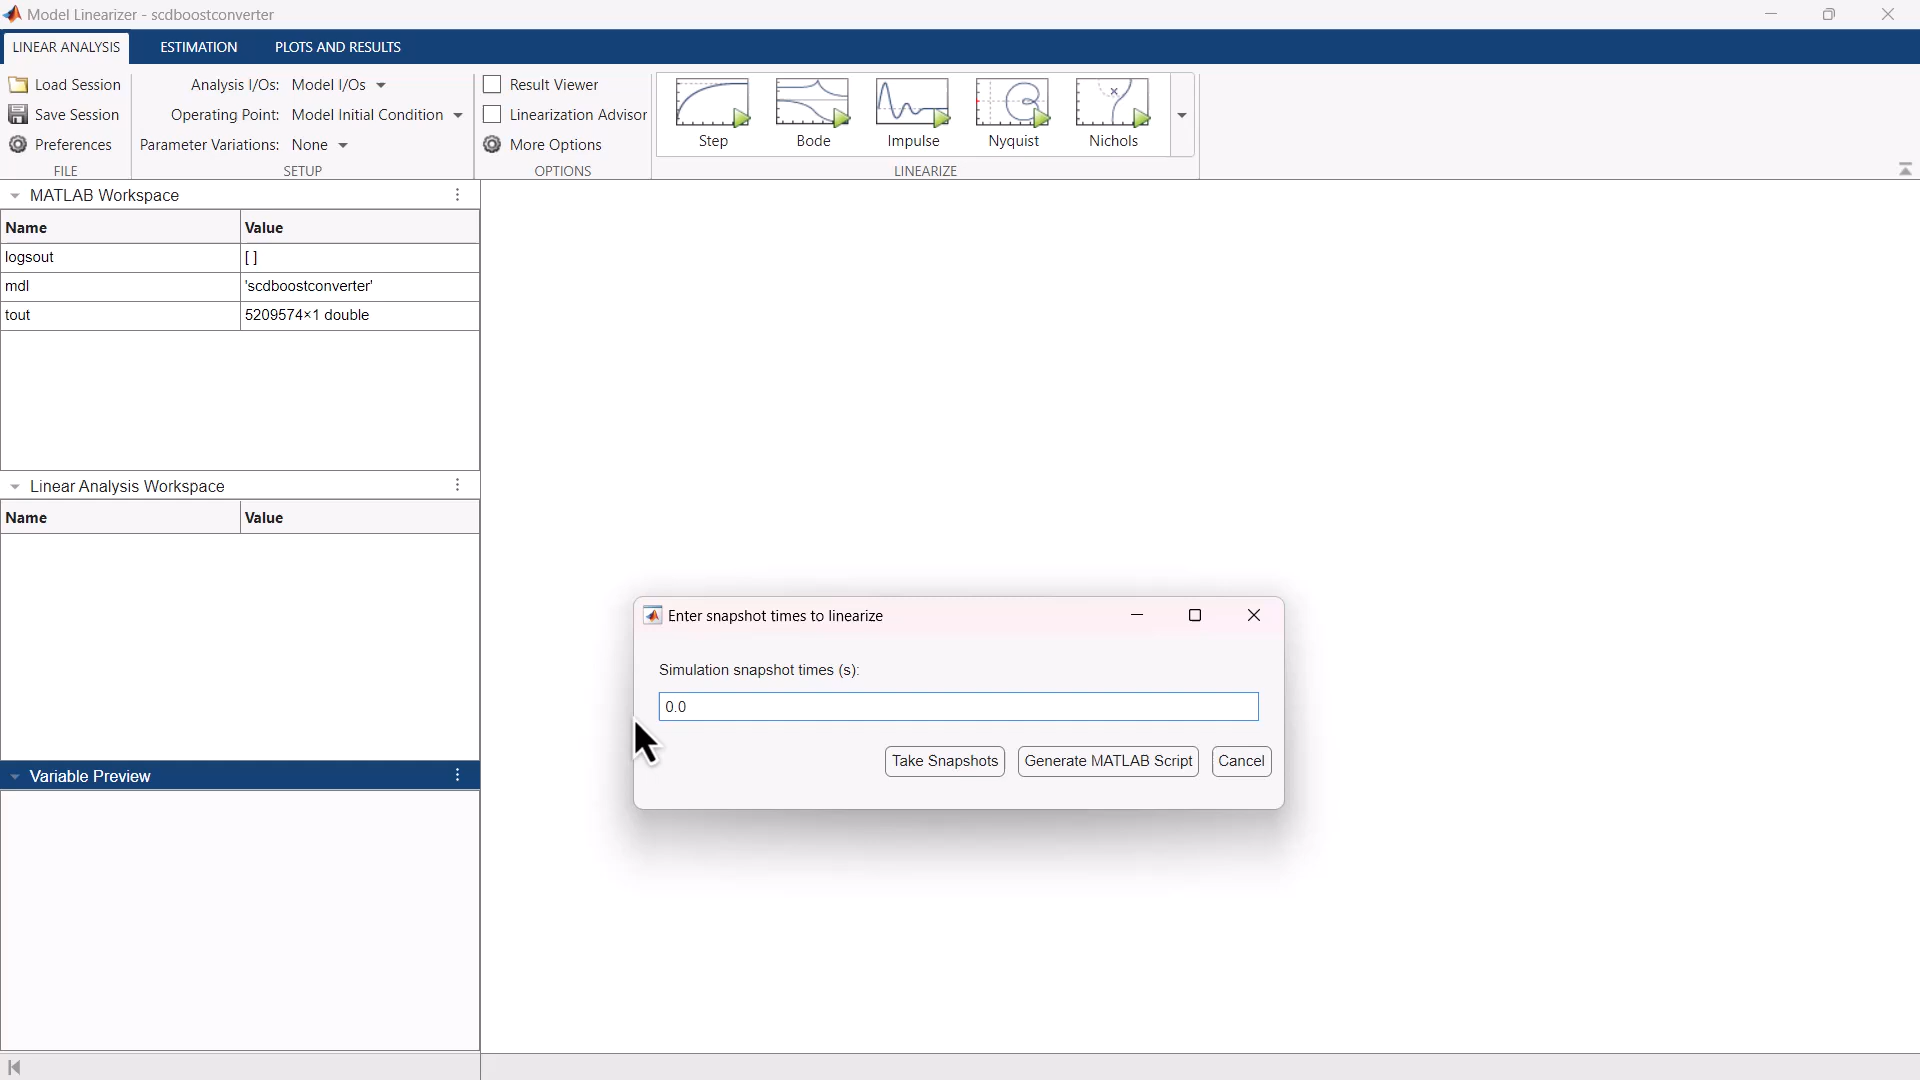 Model Linearizer - scdboostconverter
LINEAR ANALYSIS ESTIMATION PLOTS AND RESULTS
Load Session
Save Session
Preferences
FILE
Analysis I/Os: Model I/Os
Operating Point: Model Initial Condition
Parameter Variations: None
SETUP
Result Viewer
Linearization Advisor
More Options
OPTIONS
Step Bode Impulse Nyquist Nichols
LINEARIZE
MATLAB Workspace
Name Value
logsout [ ]
mdl 'scdboostconverter'
tout 5209574×1 double
Linear Analysis Workspace
Name Value
Variable Preview
Enter snapshot times to linearize
Simulation snapshot times (s):
0.0
Take Snapshots Generate MATLAB Script Cancel